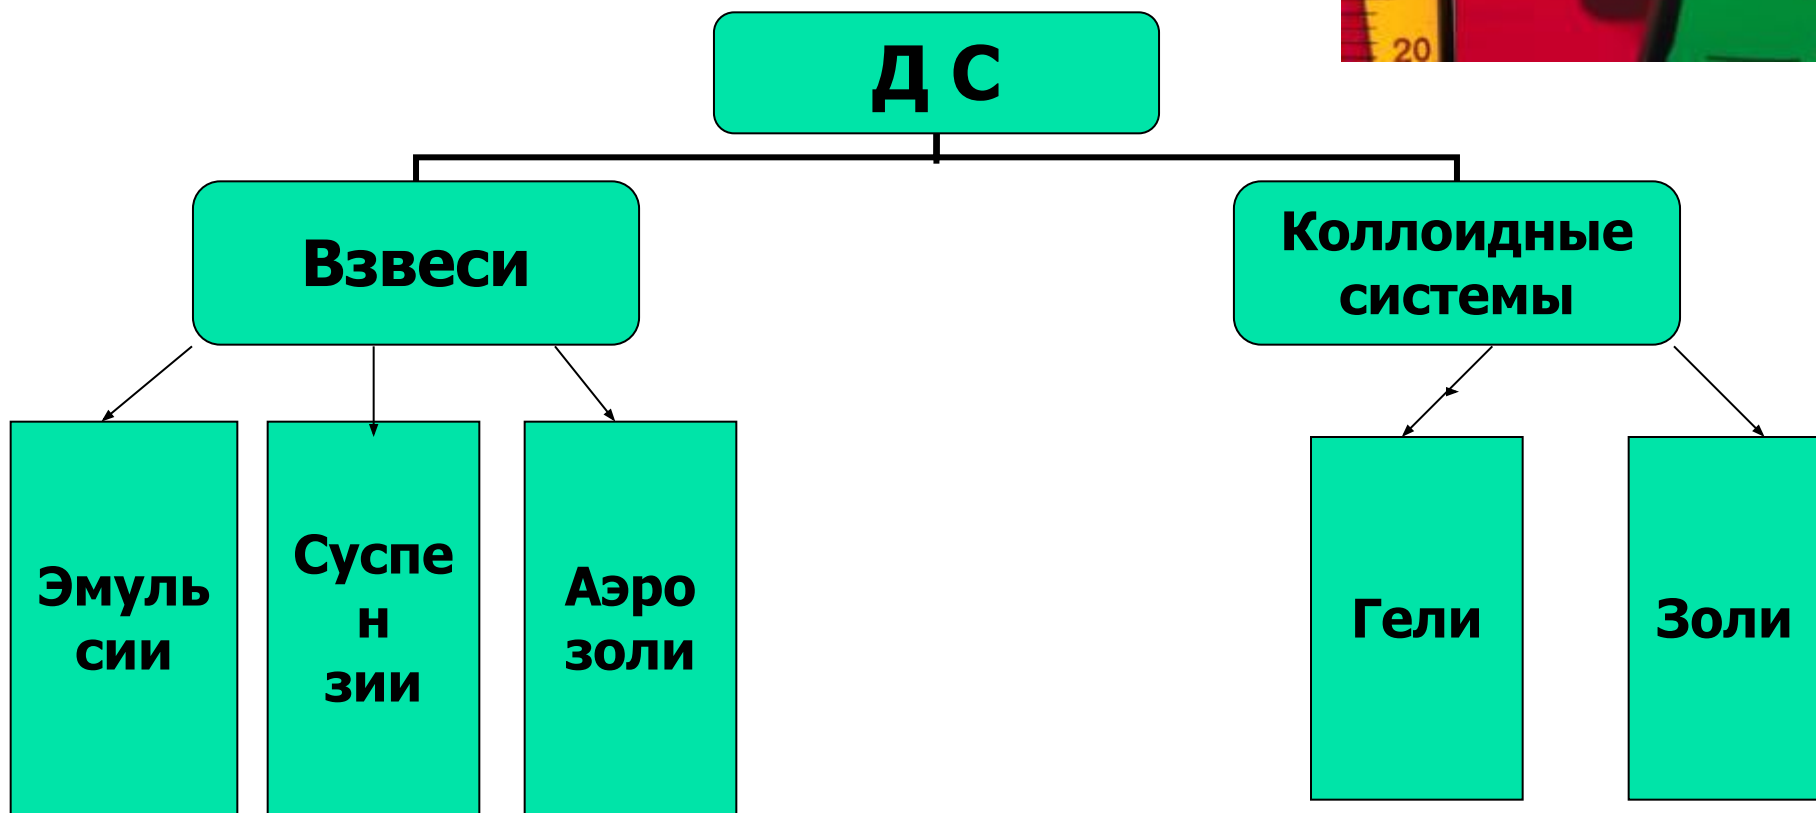 20
Д С
Взвеси
Коллоидные
системы
Эмуль
сии
Суспе
н
зии
Аэро
золи
Гели
Золи